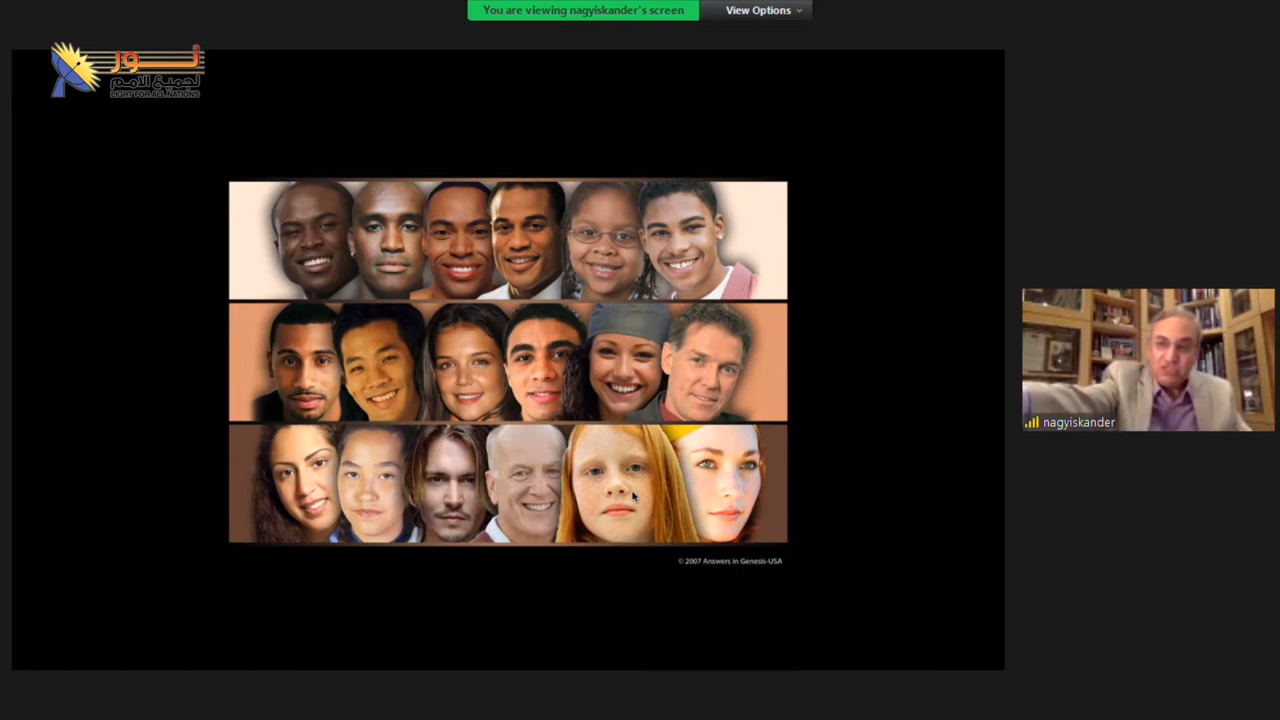 You are viewing nagyiskander's screen
View Options
نور
لجميع الامم
LIGHT FOR ALL NATIONS
nagyiskander
© 2007 Answers in Genesis-USA